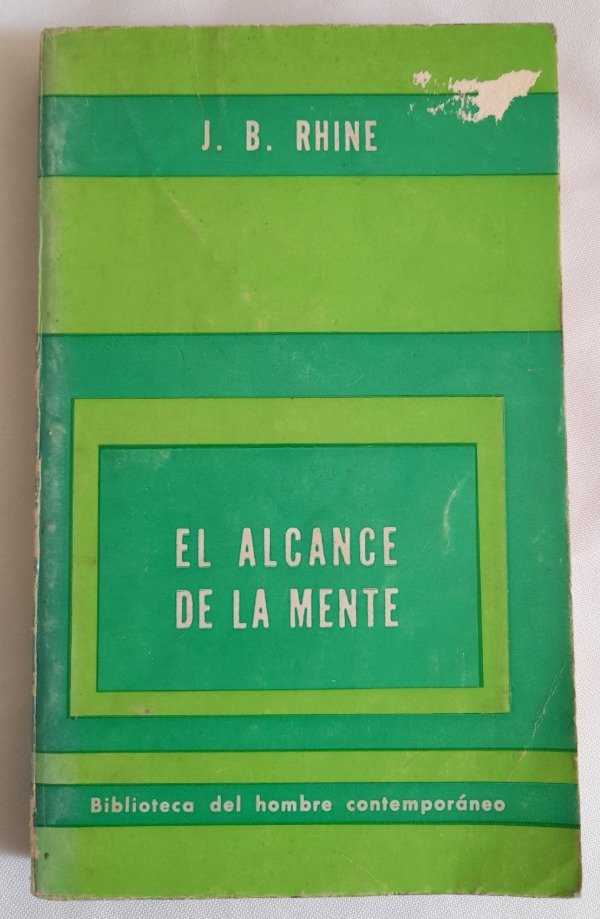 J. B. RHINE
EL ALCANCE
DE LA MENTE
Biblioteca del hombre contemporáneo